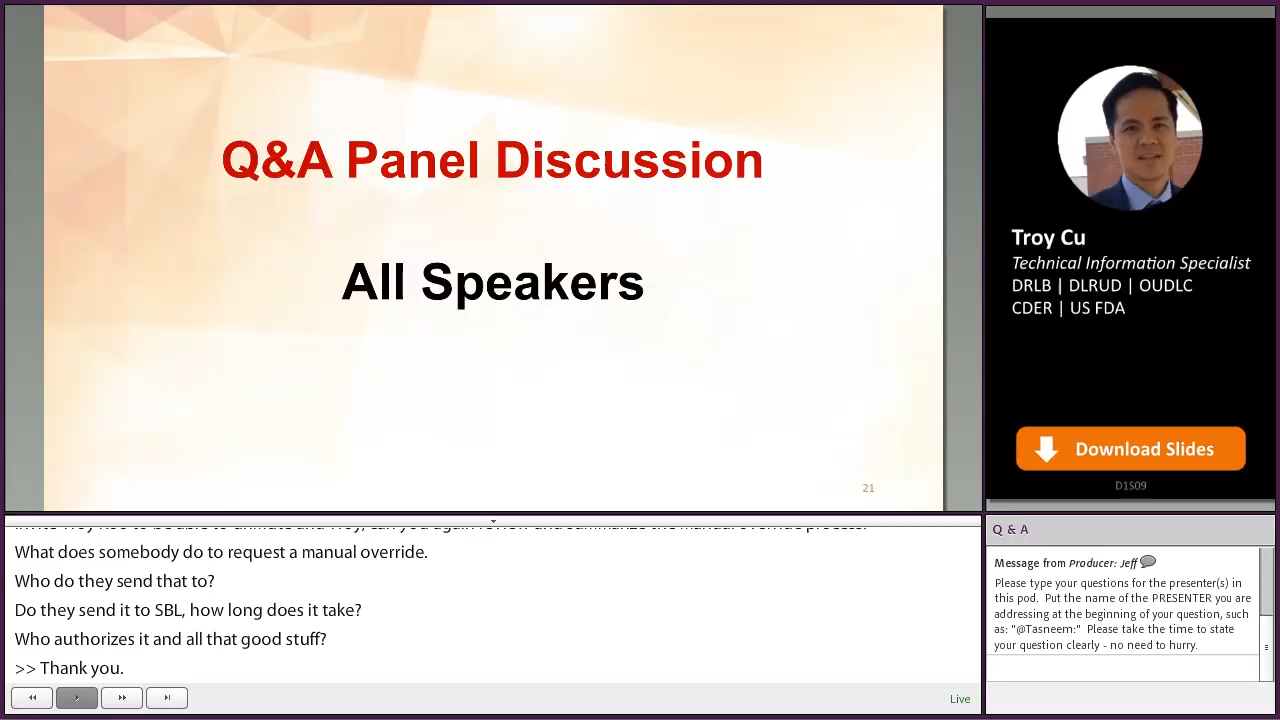 Q&A Panel Discussion
All Speakers
21
Troy Cu
Technical Information Specialist
DRLB | DLRUD | OUDLC
CDER | US FDA
Download Slides
D1S09
What does somebody do to request a manual override.
Who do they send that to?
Do they send it to SBL, how long does it take?
Who authorizes it and all that good stuff?
>> Thank you.
Live
Q & A
Message from Producer: Jeff
Please type your questions for the presenter(s) in
this pod. Put the name of the PRESENTER you are
addressing at the beginning of your question, such
as: "@Tasneem:" Please take the time to state
your question clearly - no need to hurry.